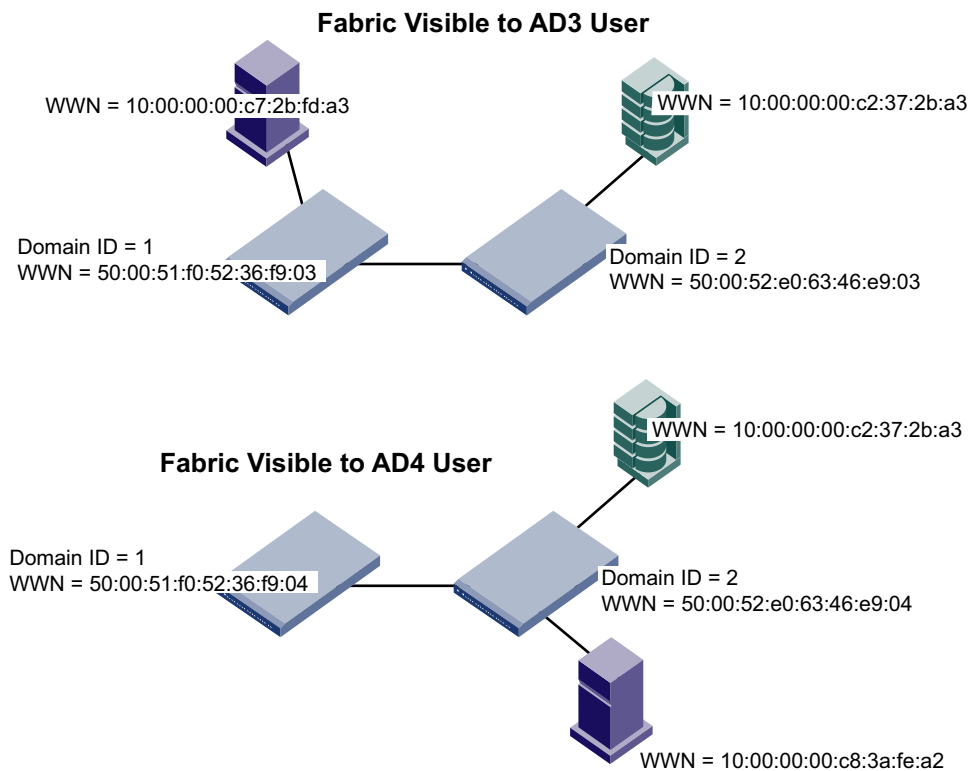 Fabric Visible to AD3 User
WWN = 10:00:00:00:c7:2b:fd:a3
WWN = 10:00:00:00:c2:37:2b:a3
Domain ID = 1
WWN = 50:00:51:f0:52:36:f9:03
Domain ID = 2
WWN = 50:00:52:e0:63:46:e9:03
WWN = 10:00:00:00:c2:37:2b:a3
Fabric Visible to AD4 User
Domain ID = 1
WWN = 50:00:51:f0:52:36:f9:04
Domain ID = 2
WWN = 50:00:52:e0:63:46:e9:04
WWN = 10:00:00:00:c8:3a:fe:a2